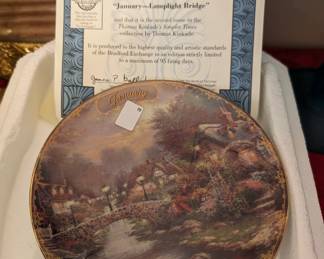 "January—Lamplight Bridge"
and that it is the second issue in the
Thomas Kinkade's Simpler Times
collection by Thomas Kinkade.
It is produced to the highest quality and artistic standards
of the Bradford Exchange in an edition strictly limited
to a maximum of 95 firing days.
January